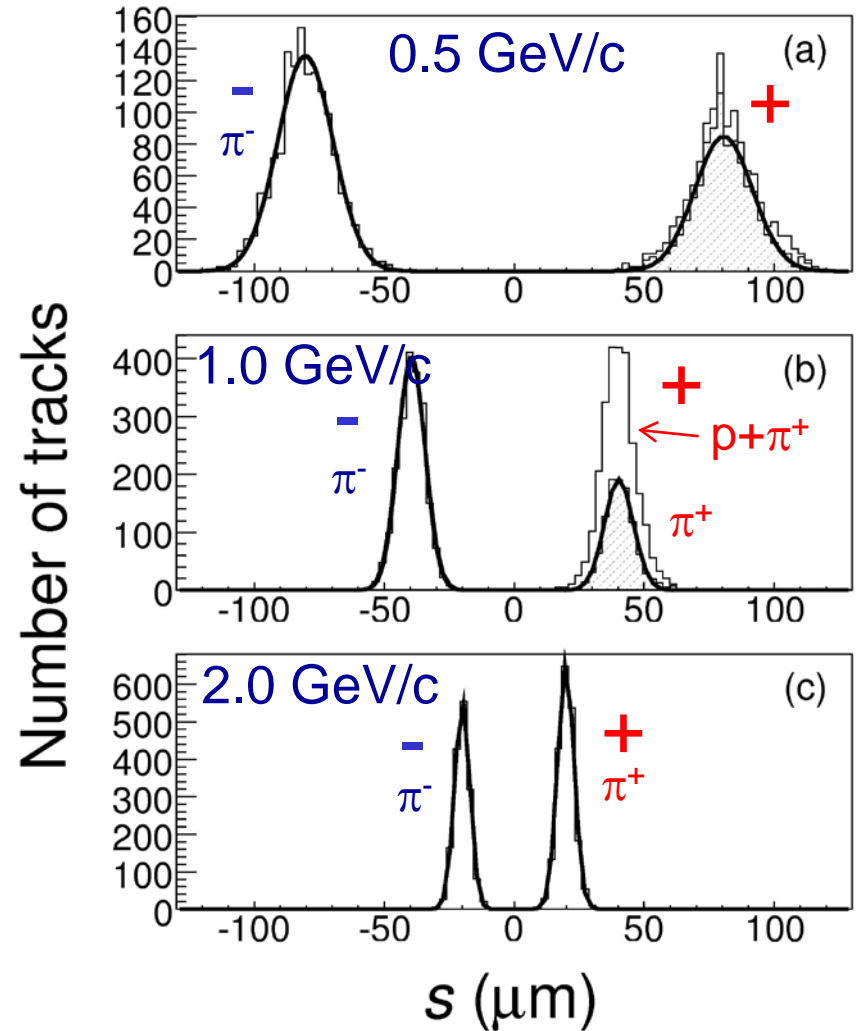 Number of tracks
160
140
120
100
80
60
40
20
0
0.5 GeV/c
(a)
-
π-
+
-100 -50 0 50 100
400
300
200
100
0
1.0 GeV/c
(b)
-
π-
+
p+π+
π+
-100 -50 0 50 100
600
500
400
300
200
100
0
2.0 GeV/c
(c)
-
π-
+
π+
-100 -50 0 50 100
s (μm)